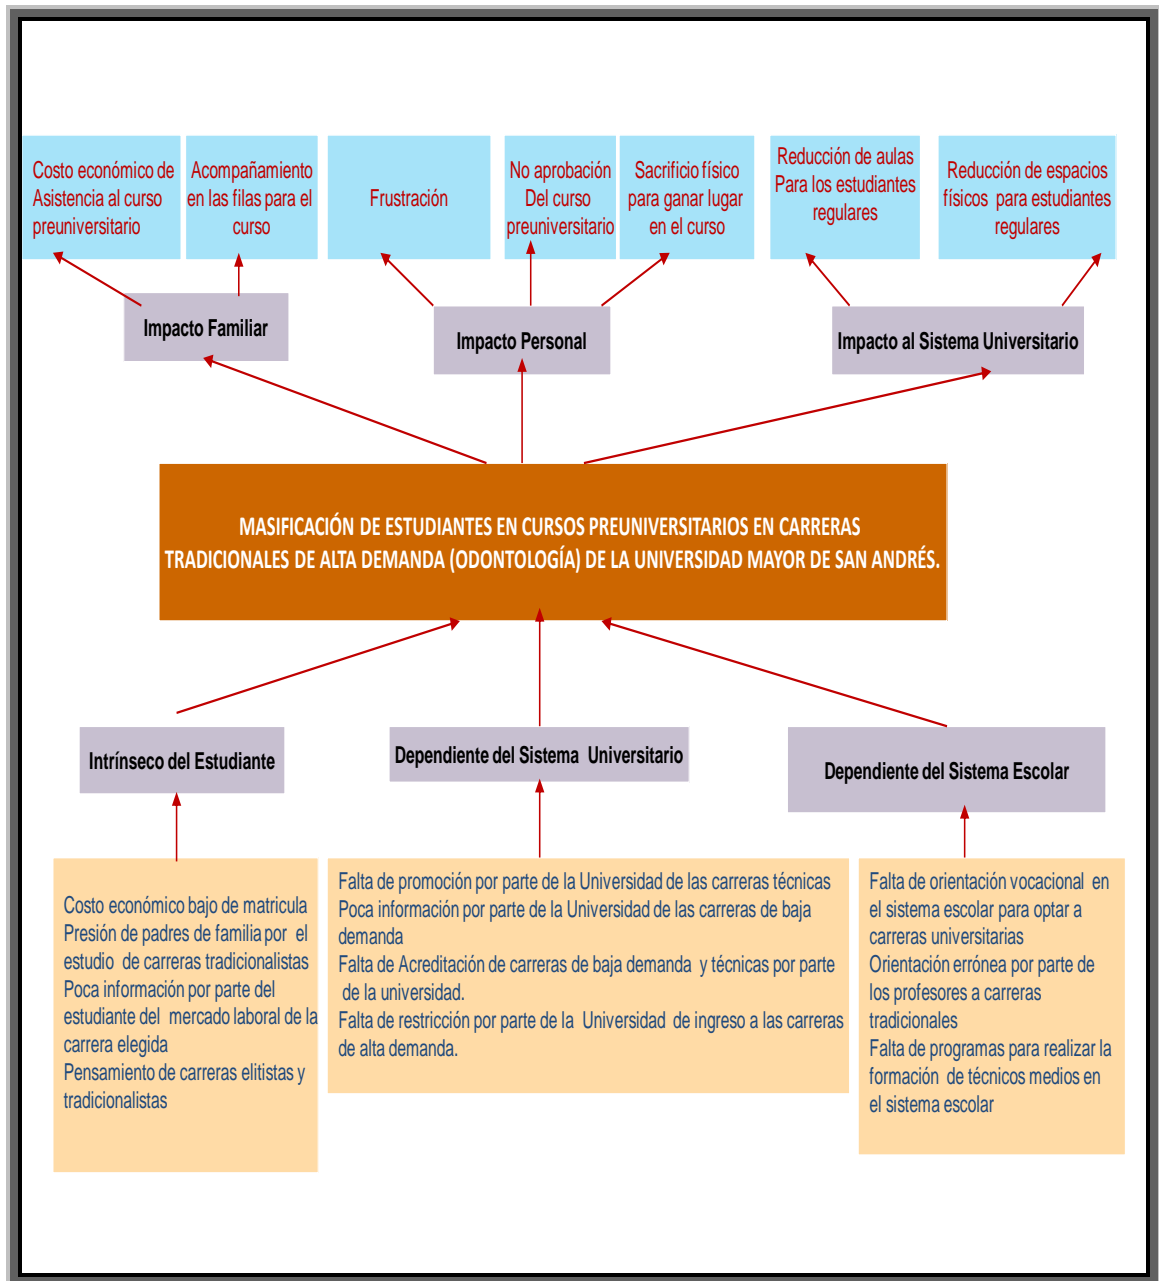 Costo económico de
Asistencia al curso
preuniversitario
Acompañamiento
en las filas para el
curso
Frustración
No aprobación
Del curso
preuniversitario
Sacrificio físico
para ganar lugar
en el curso
Reducción de aulas
Para los estudiantes
regulares
Reducción de espacios
físicos para estudiantes
regulares
Impacto Familiar
Impacto Personal
Impacto al Sistema Universitario
MASIFICACIÓN DE ESTUDIANTES EN CURSOS PREUNIVERSITARIOS EN CARRERAS
TRADICIONALES DE ALTA DEMANDA (ODONTOLOGÍA) DE LA UNIVERSIDAD MAYOR DE SAN ANDRÉS.
Intrínseco del Estudiante
Dependiente del Sistema Universitario
Dependiente del Sistema Escolar
Costo económico bajo de matricula
Presión de padres de familia por el
estudio de carreras tradicionalistas
Poca información por parte del
estudiante del mercado laboral de la
carrera elegida
Pensamiento de carreras elitistas y
tradicionalistas
Falta de promoción por parte de la Universidad de las carreras técnicas
Poca información por parte de la Universidad de las carreras de baja
demanda
Falta de Acreditación de carreras de baja demanda y técnicas por parte
de la universidad.
Falta de restricción por parte de la Universidad de ingreso a las carreras
de alta demanda.
Falta de orientación vocacional en
el sistema escolar para optar a
carreras universitarias
Orientación errónea por parte de
los profesores a carreras
tradicionales
Falta de programas para realizar la
formación de técnicos medios en
el sistema escolar